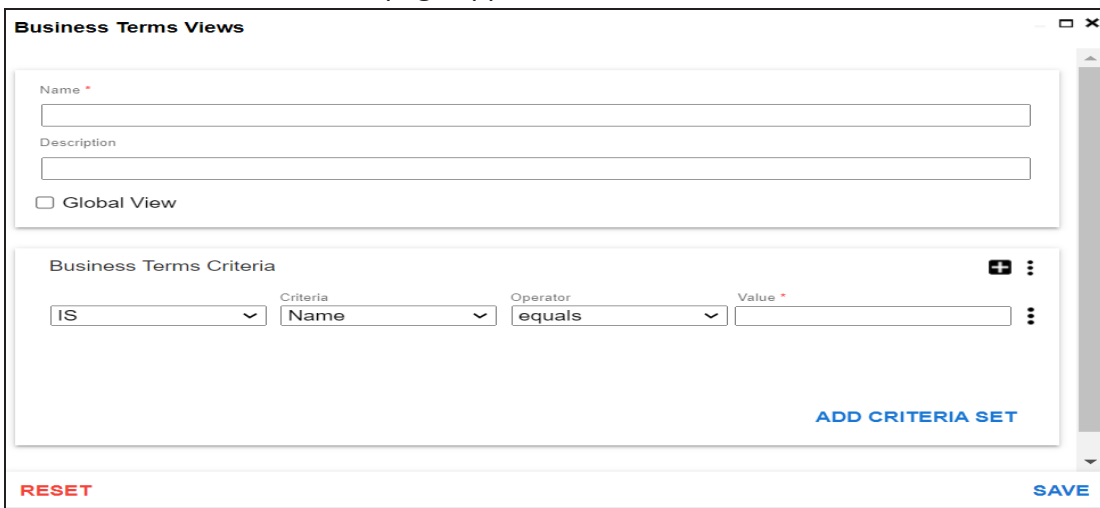 Business Terms Views
Name *
Description
Global View
Business Terms Criteria
Criteria Operator Value *
IS Name equals
ADD CRITERIA SET
RESET SAVE